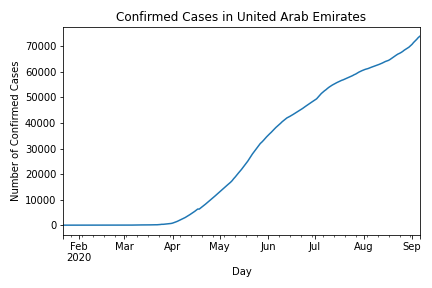 Confirmed Cases in United Arab Emirates
Number of Confirmed Cases
70000
60000
50000
40000
30000
20000
10000
0
Feb Mar Apr May Jun Jul Aug Sep
2020
Day